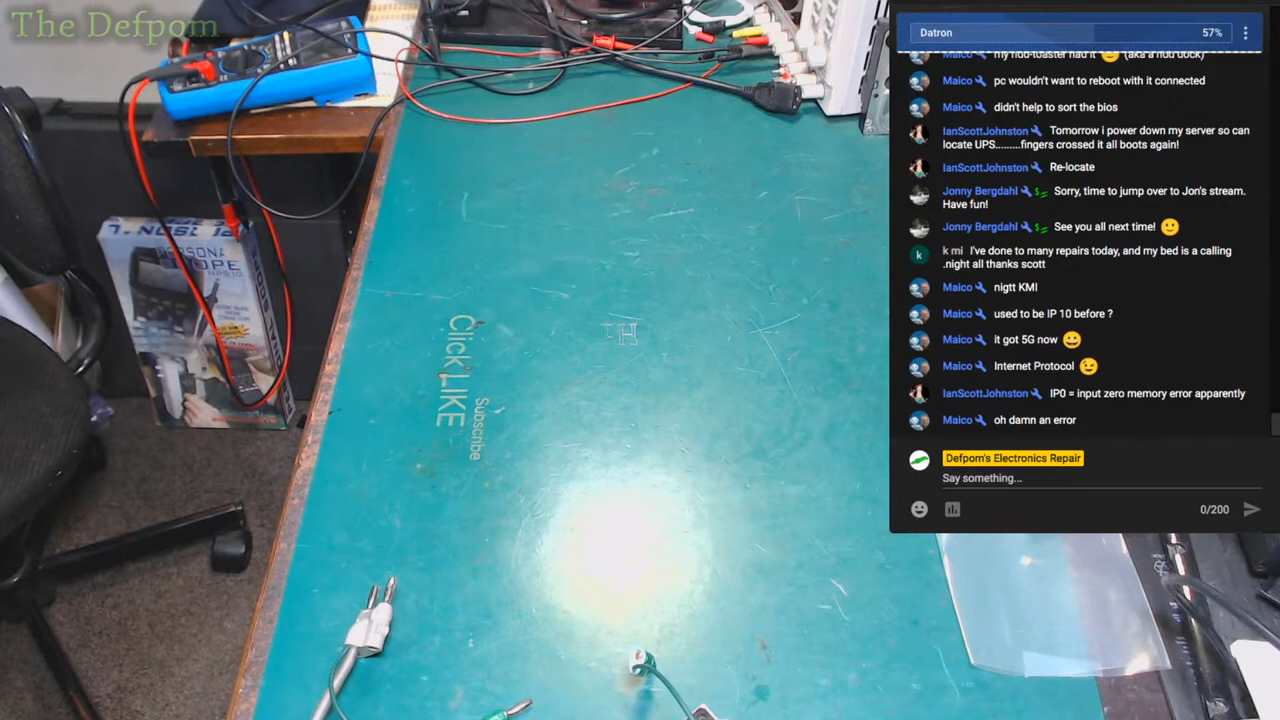 The Defpom
Datron 57%
Maico my hdd-toaster had it (aka a hdd dock)
Maico pc wouldn't want to reboot with it connected
Maico didn't help to sort the bios
IanScottJohnston Tomorrow i power down my server so can
locate UPS.........fingers crossed it all boots again!
IanScottJohnston Re-locate
Jonny Bergdahl Sorry, time to jump over to Jon's stream.
Have fun!
Jonny Bergdahl See you all next time!
k
k mi I've done to many repairs today, and my bed is a calling
.night all thanks scott
Maico nigtt KMI
Maico used to be IP 10 before ?
Maico it got 5G now
Maico Internet Protocol
IanScottJohnston IP0 = input zero memory error apparently
Maico oh damn an error
Defpom's Electronics Repair
Say something...
0/200
Click LIKE
Subscribe
PERSONA